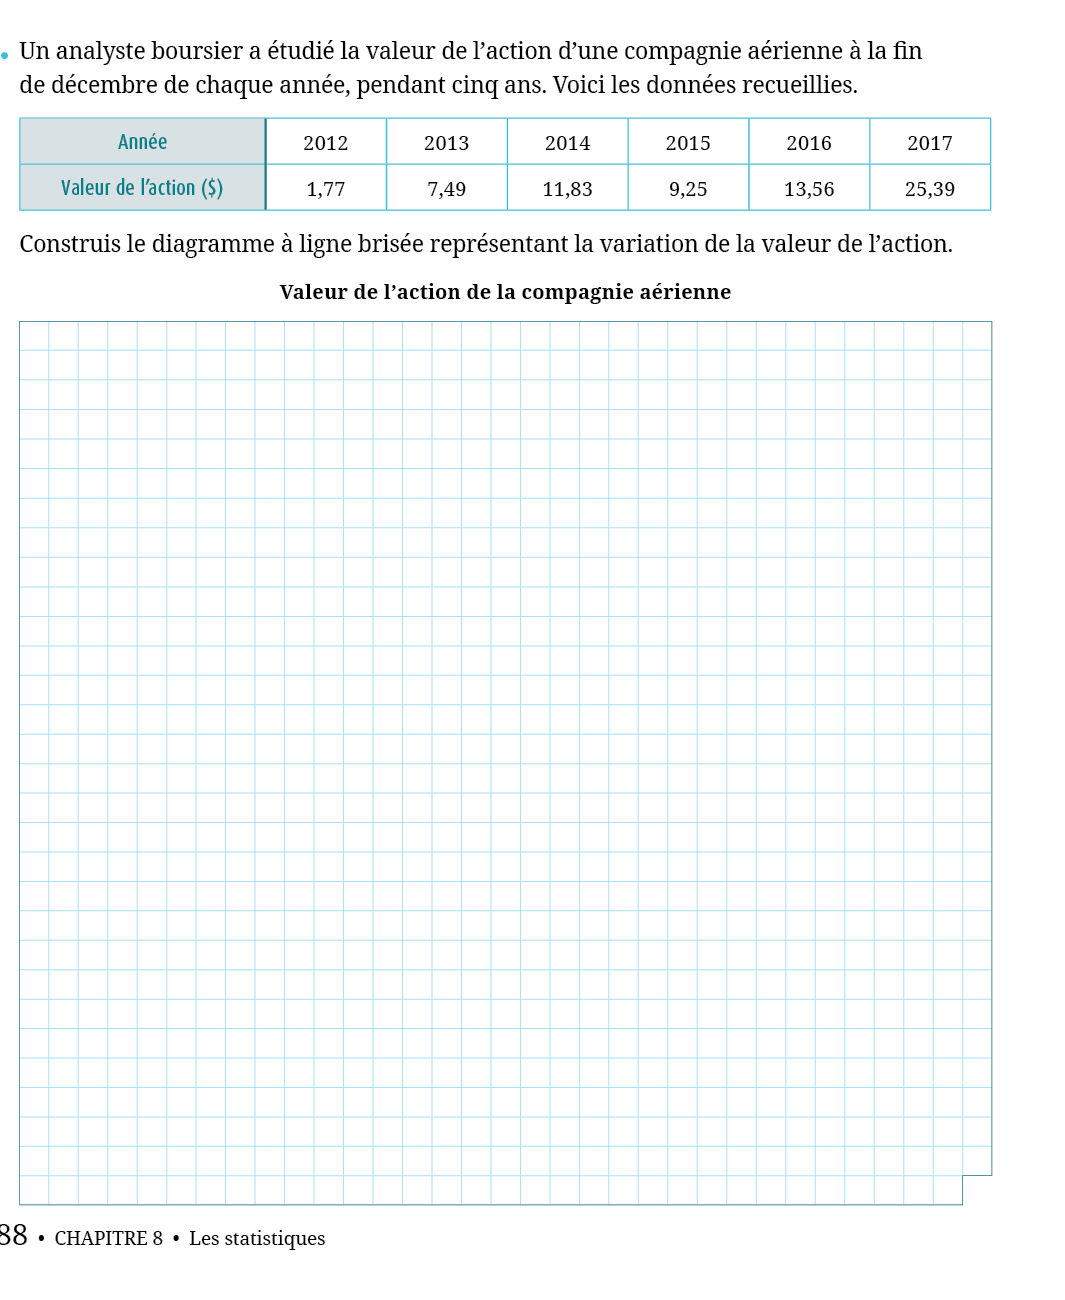 • Un analyste boursier a étudié la valeur de l’action d’une compagnie aérienne à la fin
de décembre de chaque année, pendant cinq ans. Voici les données recueillies.
Année 2012 2013 2014 2015 2016 2017
Valeur de l’action ($) 1,77 7,49 11,83 9,25 13,56 25,39
Construis le diagramme à ligne brisée représentant la variation de la valeur de l’action.
Valeur de l’action de la compagnie aérienne
88 • CHAPITRE 8 • Les statistiques